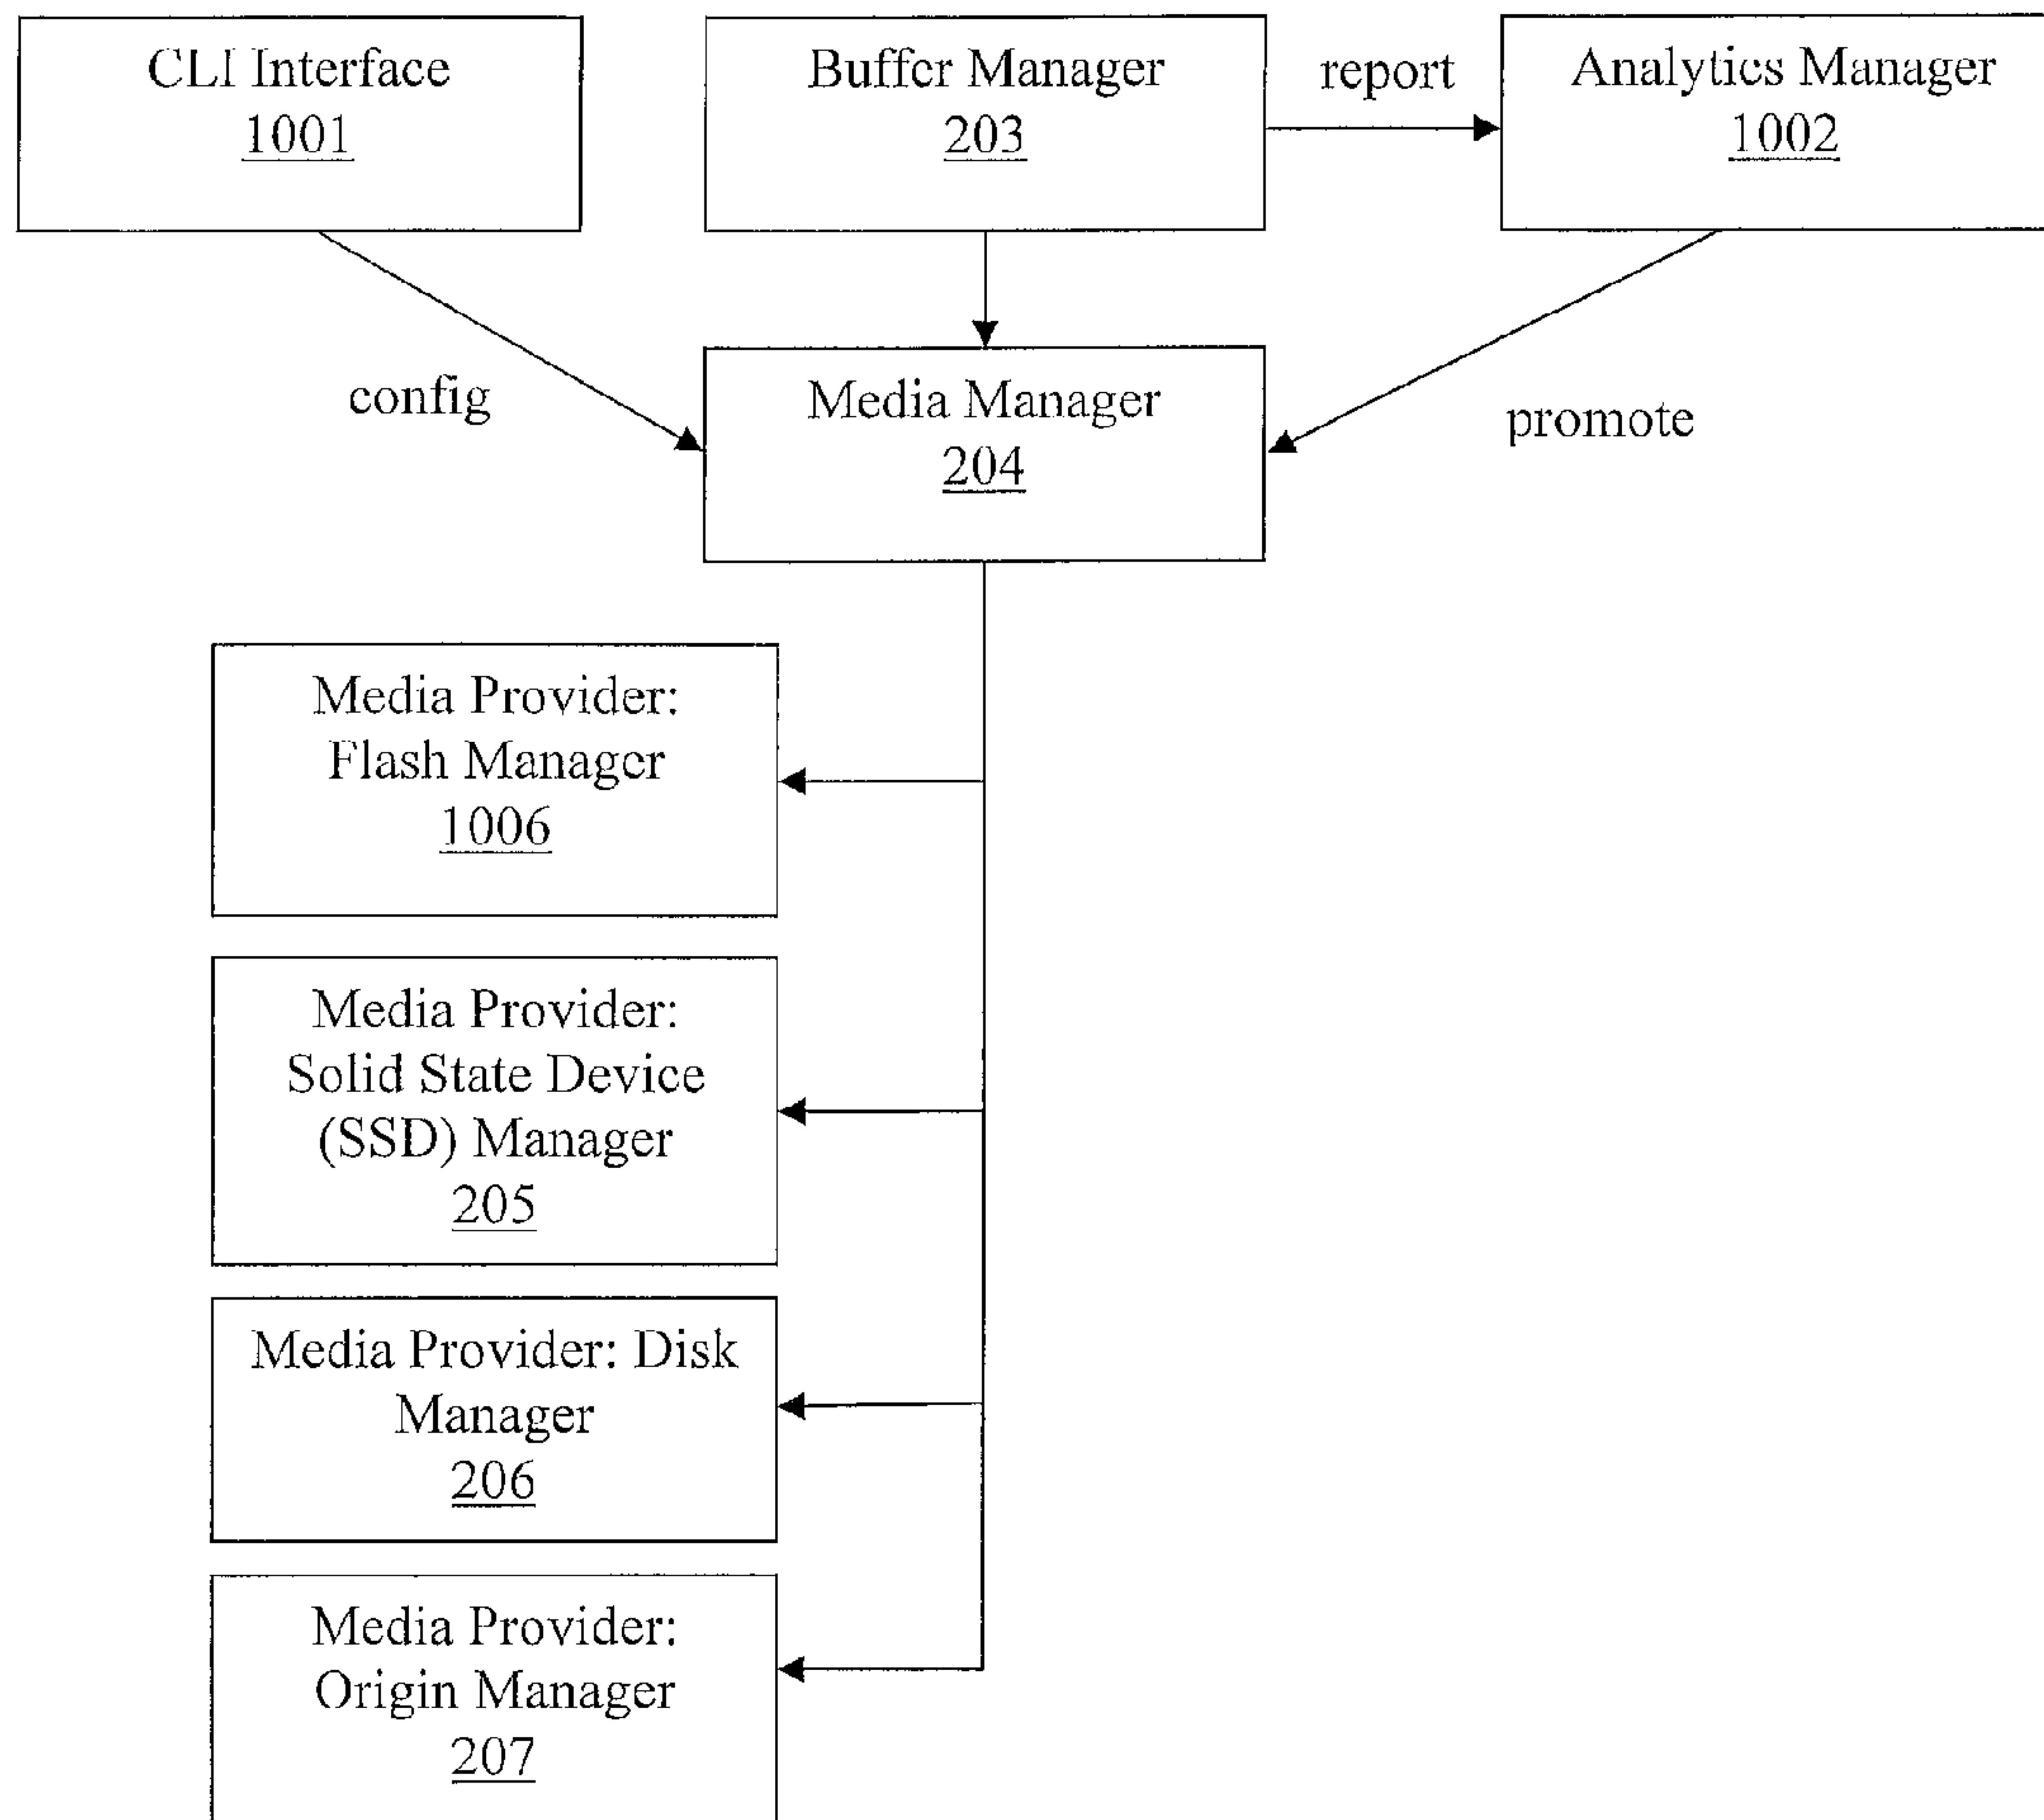 CLI Interface
1001
Buffer Manager
203
report
Analytics Manager
1002
config
Media Manager
204
promote
Media Provider:
Flash Manager
1006
Media Provider:
Solid State Device
(SSD) Manager
205
Media Provider: Disk
Manager
206
Media Provider:
Origin Manager
207